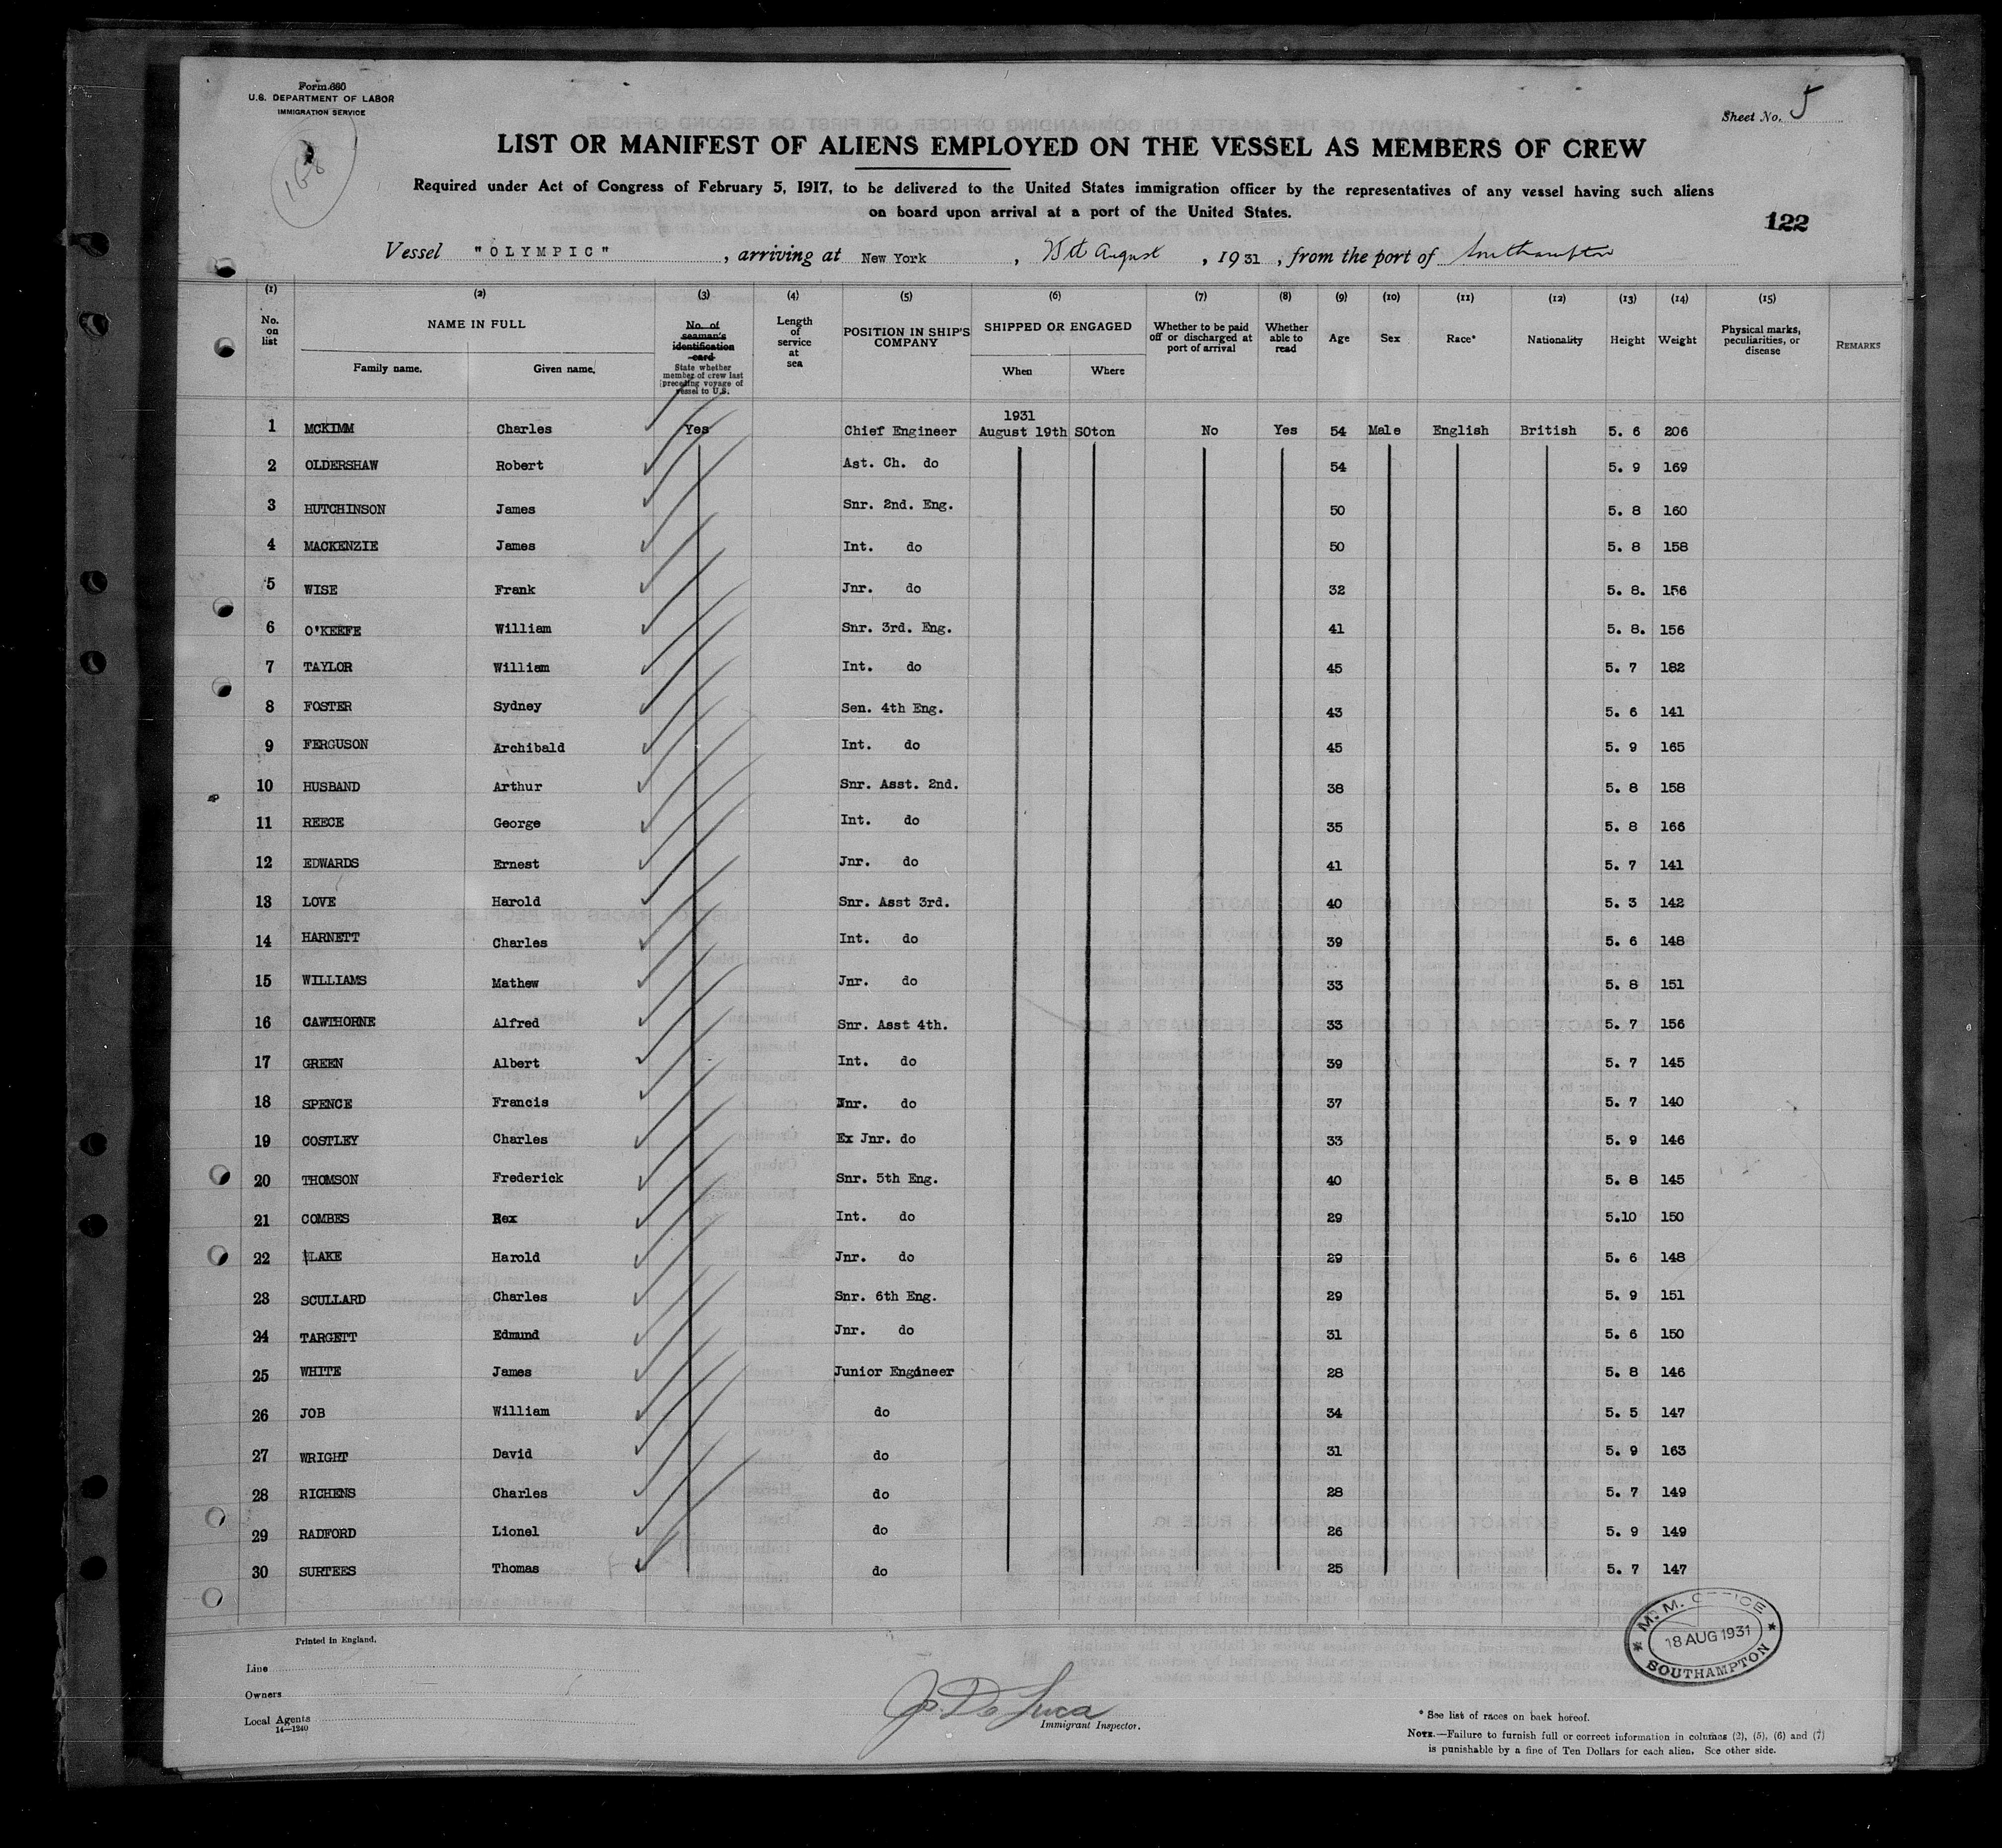 Form 680
U.S. DEPARTMENT OF LABOR
IMMIGRATION SERVICE
168
Sheet No. 5
LIST OR MANIFEST OF ALIENS EMPLOYED ON THE VESSEL AS MEMBERS OF CREW
Required under Act of Congress of February 5, 1917, to be delivered to the United States immigration officer by the representatives of any vessel having such aliens
on board upon arrival at a port of the United States.
122
Vessel "OLYMPIC", arriving at New York, August, 1931, from the port of Southampton
(1) (2) (3) (4) (5) (6) (7) (8) (9) (10) (11) (12) (13) (14) (15)
No. on list
NAME IN FULL
Family name. Given name.
No. of seaman's identification card
State whether member of crew last preceding voyage of vessel to U.S.
Length of service at sea
POSITION IN SHIP'S COMPANY
SHIPPED OR ENGAGED
When Where
Whether to be paid off or discharged at port of arrival
Whether able to read
Age
Sex
Race*
Nationality
Height
Weight
Physical marks, peculiarities, or disease
REMARKS
1931
1 MCKIMM Charles Yes Chief Engineer August 19th SOton No Yes 54 Male English British 5. 6 206
2 OLDERSHAW Robert Ast. Ch. do 54 5. 9 169
3 HUTCHINSON James Snr. 2nd. Eng. 50 5. 8 160
4 MACKENZIE James Int. do 50 5. 8 158
5 WISE Frank Jnr. do 32 5. 8. 156
6 O'KEEFE William Snr. 3rd. Eng. 41 5. 8. 156
7 TAYLOR William Int. do 45 5. 7 182
8 FOSTER Sydney Sen. 4th Eng. 43 5. 6 141
9 FERGUSON Archibald Int. do 45 5. 9 165
10 HUSBAND Arthur Snr. Asst. 2nd. 38 5. 8 158
11 REECE George Int. do 35 5. 8 166
12 EDWARDS Ernest Jnr. do 41 5. 7 141
13 LOVE Harold Snr. Asst 3rd. 40 5. 3 142
14 HARNETT Charles Int. do 39 5. 6 148
15 WILLIAMS Mathew Jnr. do 33 5. 8 151
16 CAWTHORNE Alfred Snr. Asst 4th. 33 5. 7 156
17 GREEN Albert Int. do 39 5. 7 145
18 SPENCE Francis Jnr. do 37 5. 7 140
19 COSTLEY Charles Ex Jnr. do 33 5. 9 146
20 THOMSON Frederick Snr. 5th Eng. 40 5. 8 145
21 COMBES Rex Int. do 29 5.10 150
22 LAKE Harold Jnr. do 29 5. 6 148
23 SCULLARD Charles Snr. 6th Eng. 29 5. 9 151
24 TARGETT Edmund Jnr. do 31 5. 6 150
25 WHITE James Junior Engineer 28 5. 8 146
26 JOB William do 34 5. 5 147
27 WRIGHT David do 31 5. 9 163
28 RICHENS Charles do 28 5. 7 149
29 RADFORD Lionel do 26 5. 9 149
30 SURTEES Thomas do 25 5. 7 147
Printed in England.
M. M. OFFICE
18 AUG 1931
SOUTHAMPTON
Line
Owners
Local Agents
14—1240
J. De Luca
Immigrant Inspector.
* See list of races on back hereof.
NOTE.—Failure to furnish full or correct information in columns (2), (5), (6) and (7)
is punishable by a fine of Ten Dollars for each alien. See other side.